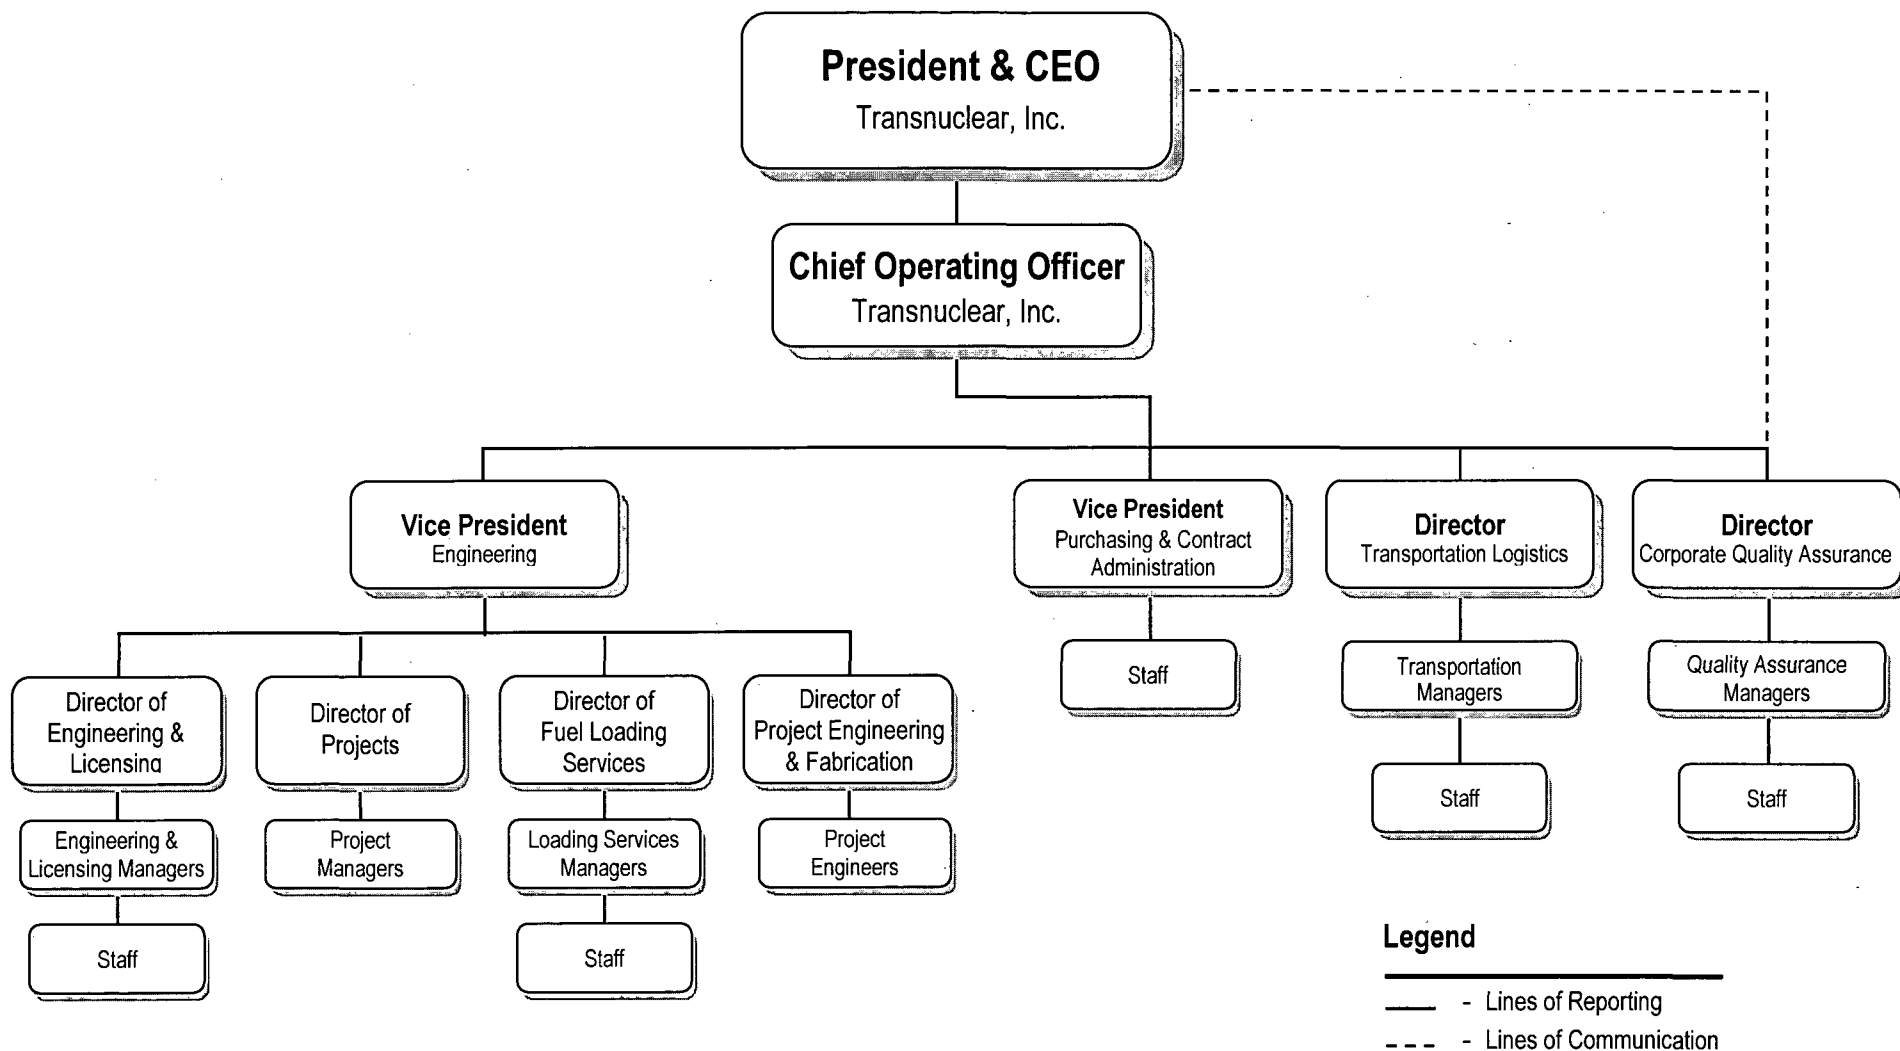 President & CEO
Transnuclear, Inc.
Chief Operating Officer
Transnuclear, Inc.
Vice President
Engineering
Vice President
Purchasing & Contract
Administration
Director
Transportation Logistics
Director
Corporate Quality Assurance
Staff
Transportation
Managers
Quality Assurance
Managers
Director of
Engineering &
Licensing
Director of
Projects
Director of
Fuel Loading
Services
Director of
Project Engineering
& Fabrication
Staff
Staff
Engineering &
Licensing Managers
Project
Managers
Loading Services
Managers
Project
Engineers
Staff
Staff
Legend
- Lines of Reporting
- Lines of Communication